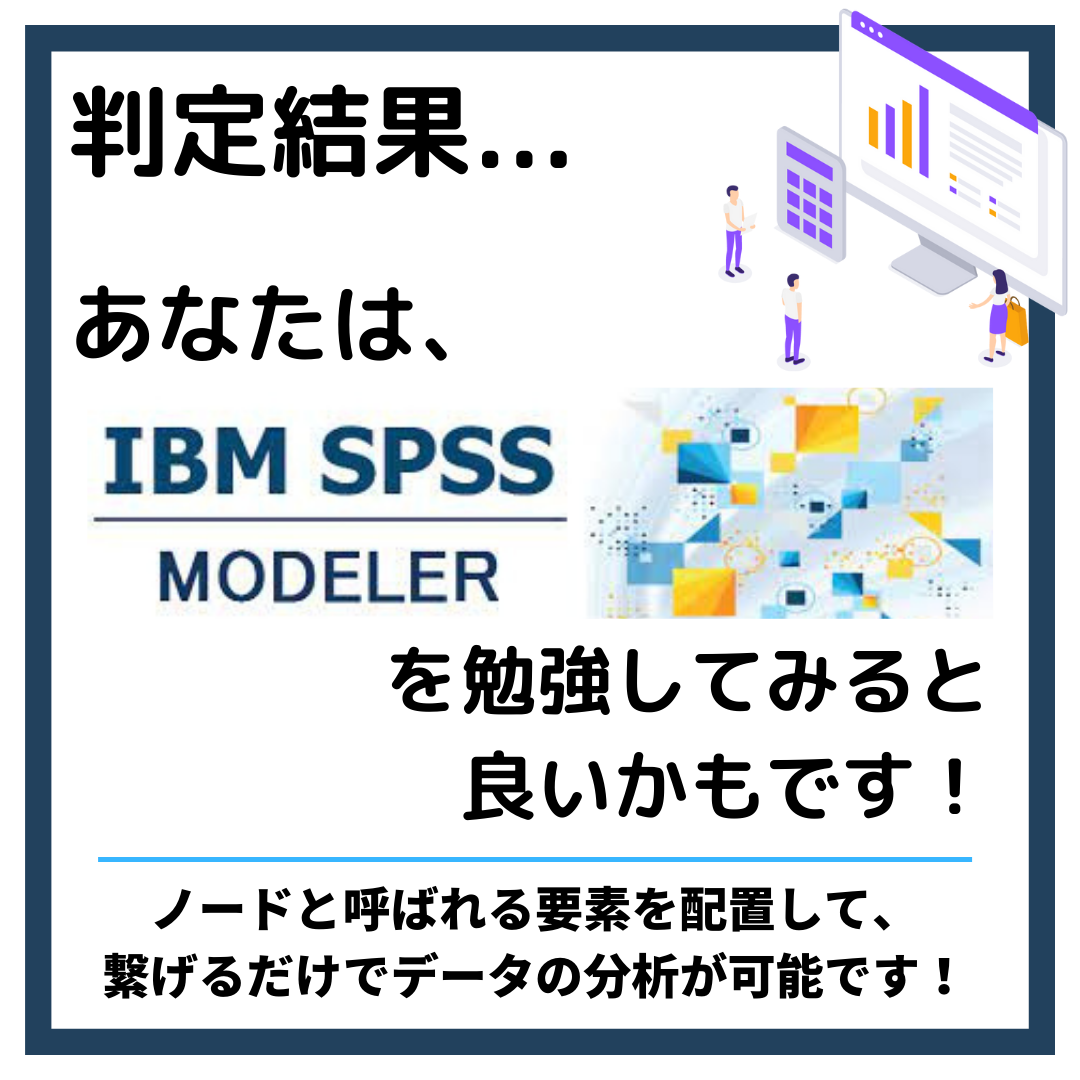 判定結果...
あなたは、
IBM SPSS
MODELER
を勉強してみると
良いかもです！
ノードと呼ばれる要素を配置して、
繋げるだけでデータの分析が可能です！